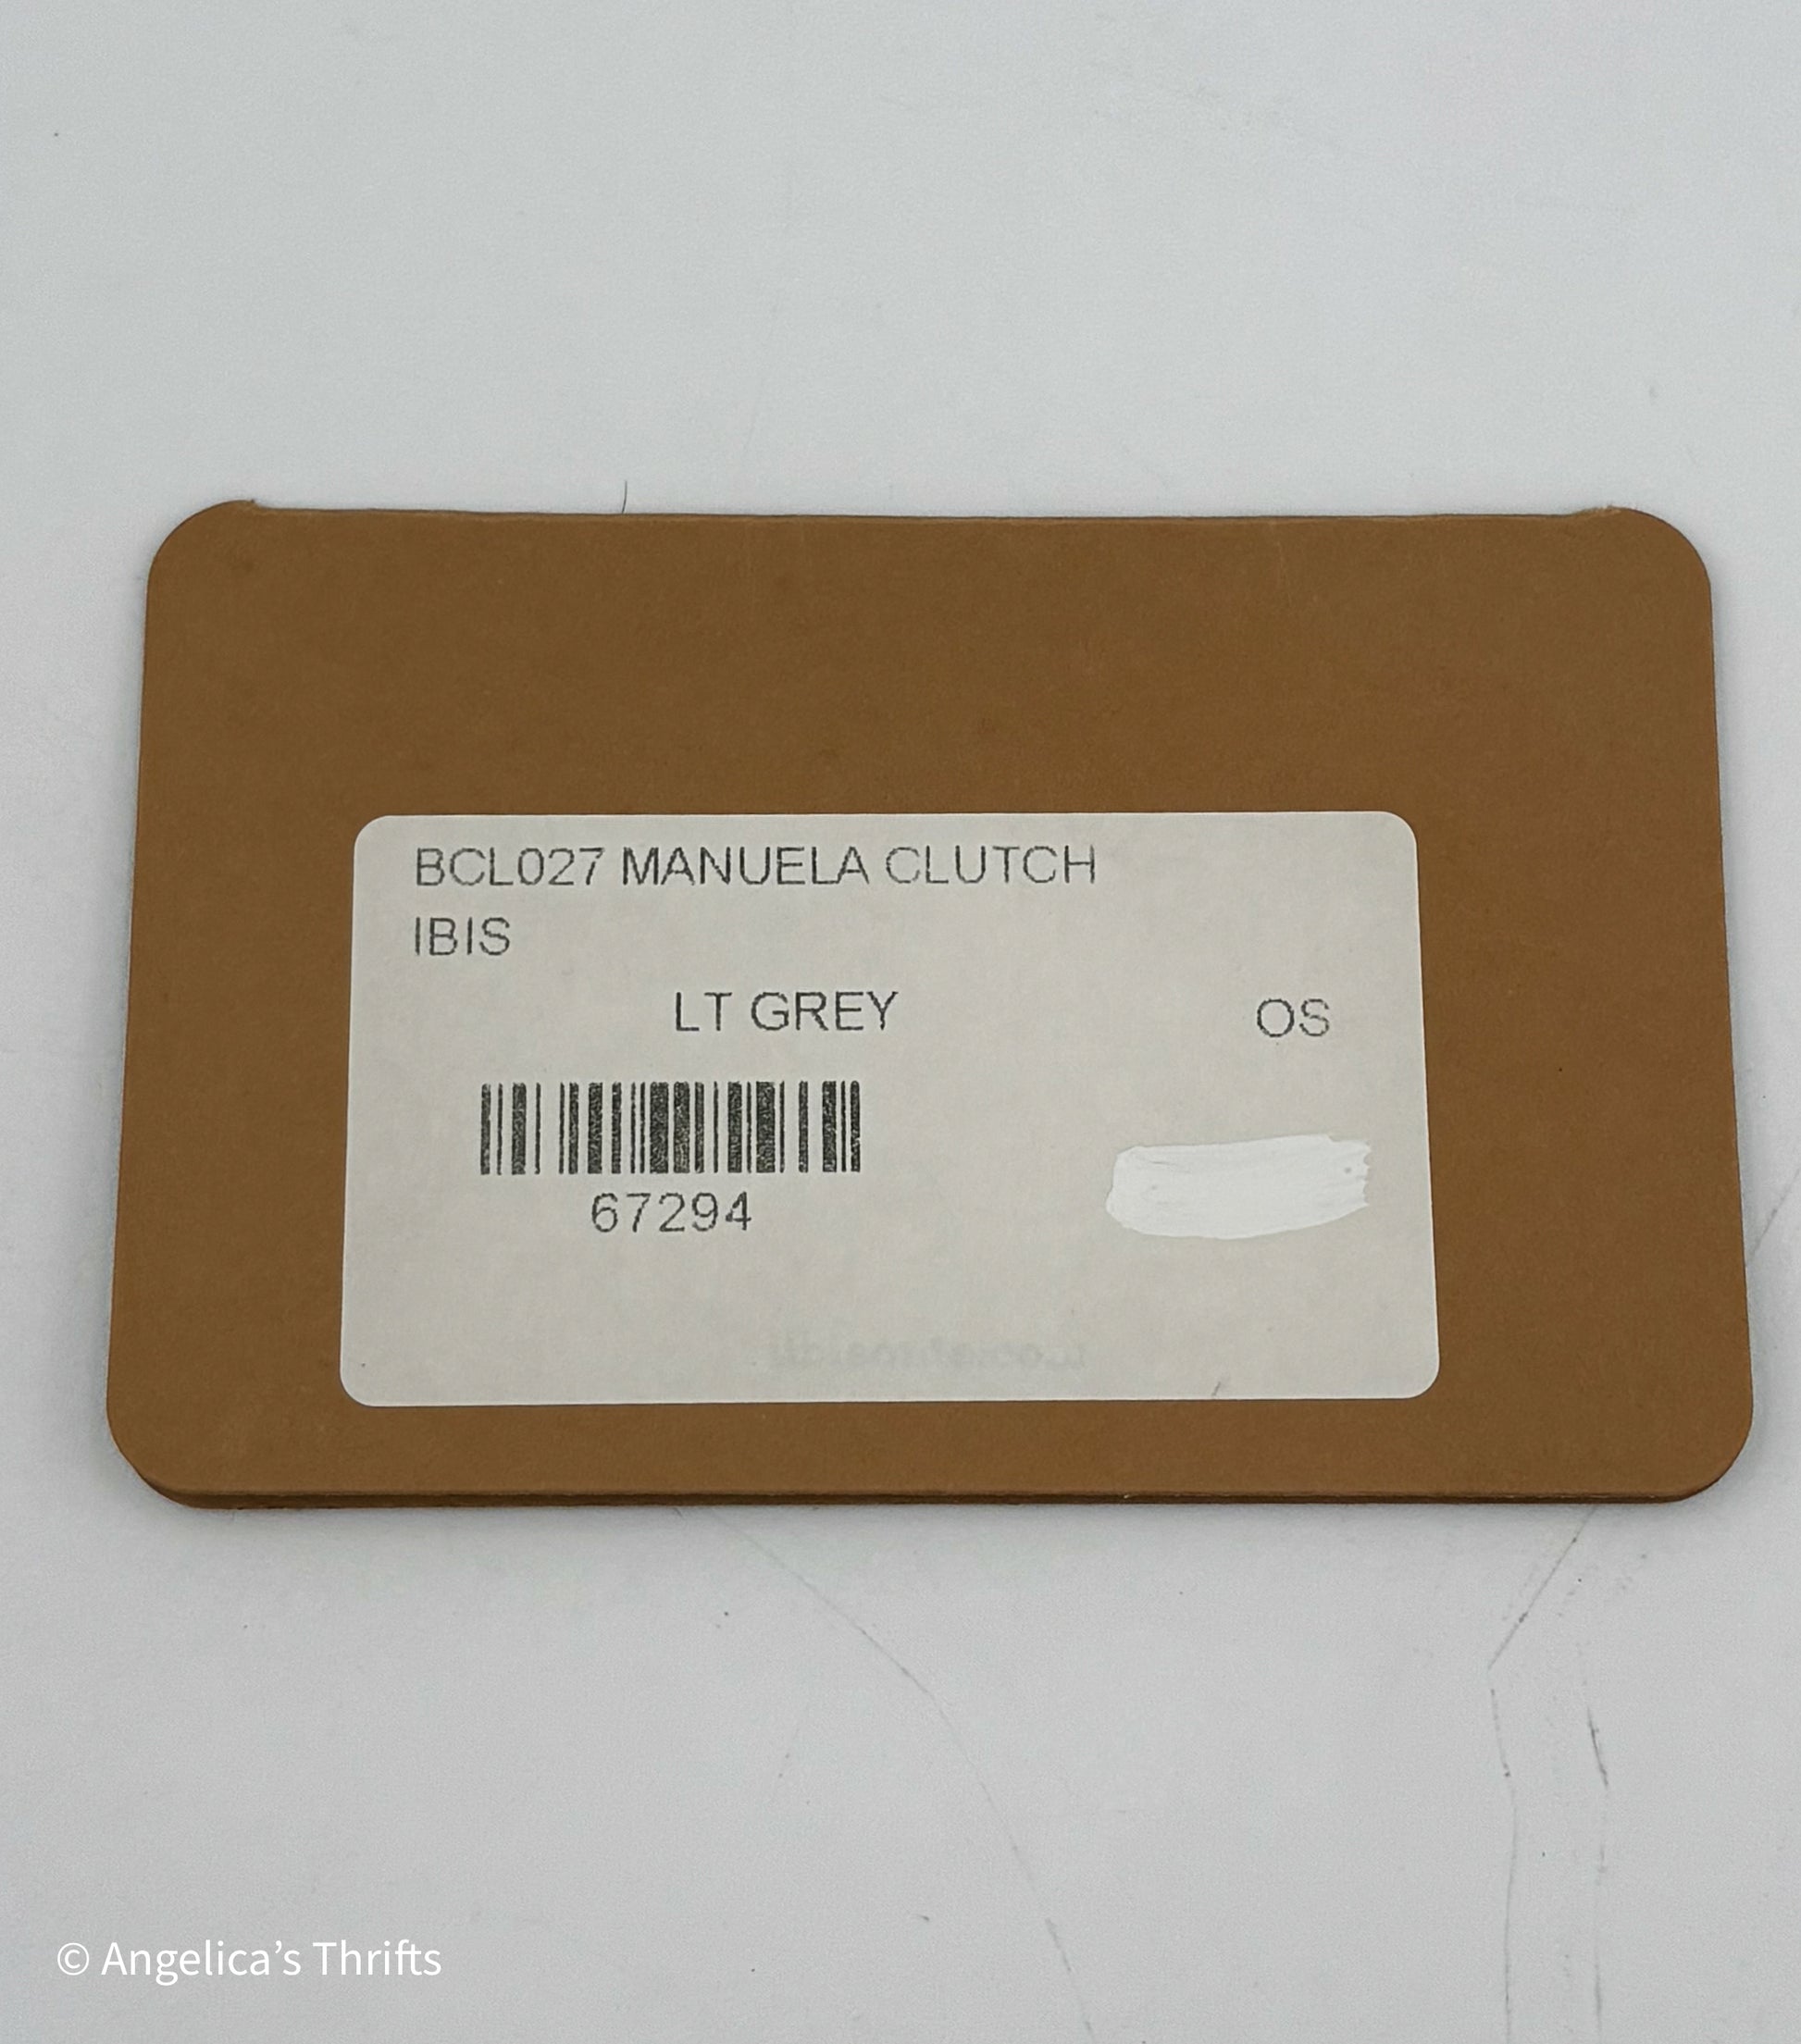 BCL027 MANUELA CLUTCH
IBIS
LT GREY OS
67294
© Angelica’s Thrifts